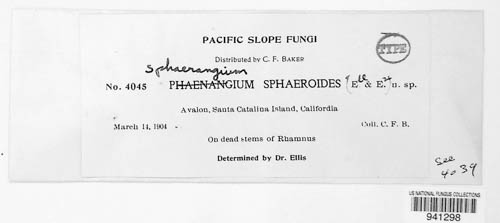 PACIFIC SLOPE FUNGI
TYPE
Distributed by C. F. BAKER
Sphaerangium
No. 4045 PHAENANGIUM SPHAEROIDES (E & E.) n. sp.
Avalon, Santa Catalina Island, Califordia
March 14, 1904 Coll. C. F. B.
On dead stems of Rhamnus
Determined by Dr. Ellis
see
4039
US NATIONAL FUNGUS COLLECTIONS
941298